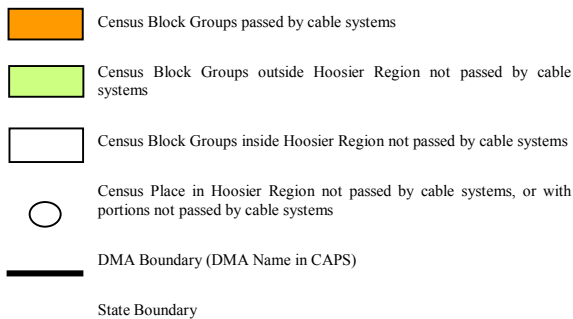 Census Block Groups passed by cable systems
Census Block Groups outside Hoosier Region not passed by cable
systems
Census Block Groups inside Hoosier Region not passed by cable systems
Census Place in Hoosier Region not passed by cable systems, or with
portions not passed by cable systems
DMA Boundary (DMA Name in CAPS)
State Boundary